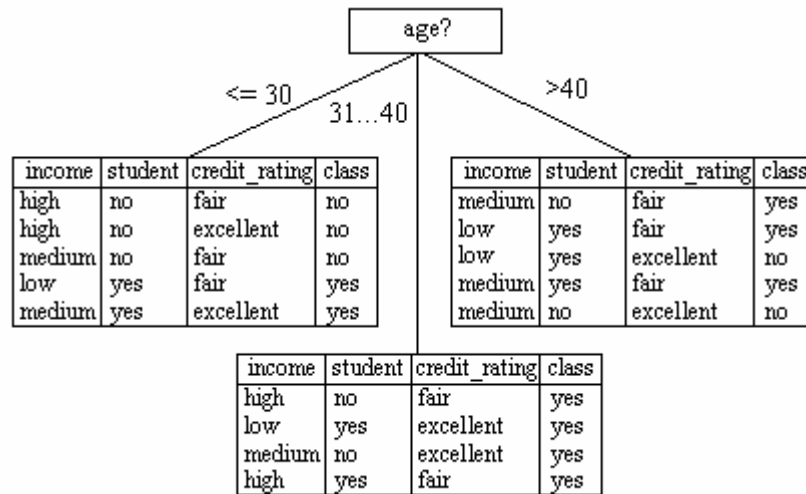 age?
<= 30
31...40
>40
income student credit_rating class
high no fair no
high no excellent no
medium no fair no
low yes fair yes
medium yes excellent yes
income student credit_rating class
medium no fair yes
low yes fair yes
low yes excellent no
medium yes fair yes
medium no excellent no
income student credit_rating class
high no fair yes
low yes excellent yes
medium no excellent yes
high yes fair yes